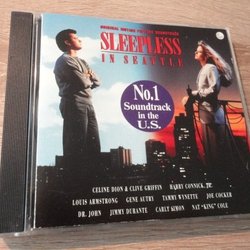 ORIGINAL MOTION PICTURE SOUNDTRACK
SLEEPLESS
IN SEATTLE
No.1
Soundtrack
in the
U.S.
CELINE DION & CLIVE GRIFFIN HARRY CONNICK, JR.
LOUIS ARMSTRONG GENE AUTRY TAMMY WYNETTE JOE COCKER
DR. JOHN JIMMY DURANTE CARLY SIMON NAT "KING" COLE